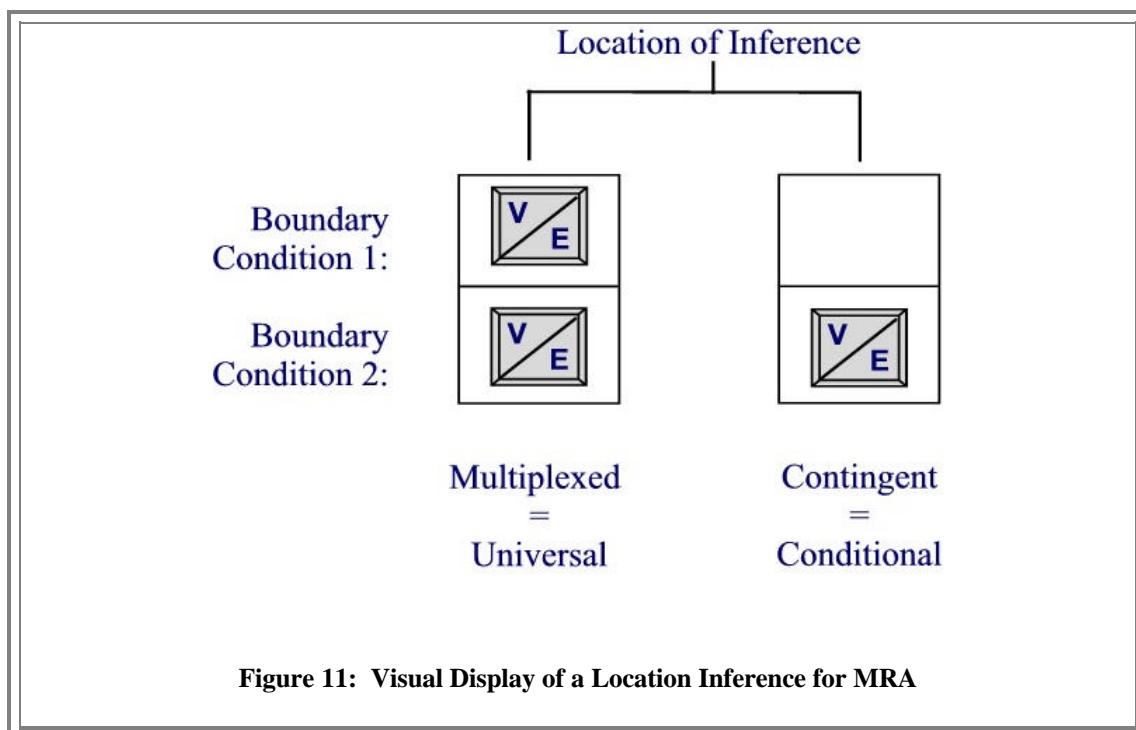 Location of Inference
Boundary
Condition 1:
V
E
Boundary
Condition 2:
V
E
V
E
Multiplexed
=
Universal
Contingent
=
Conditional
Figure 11: Visual Display of a Location Inference for MRA